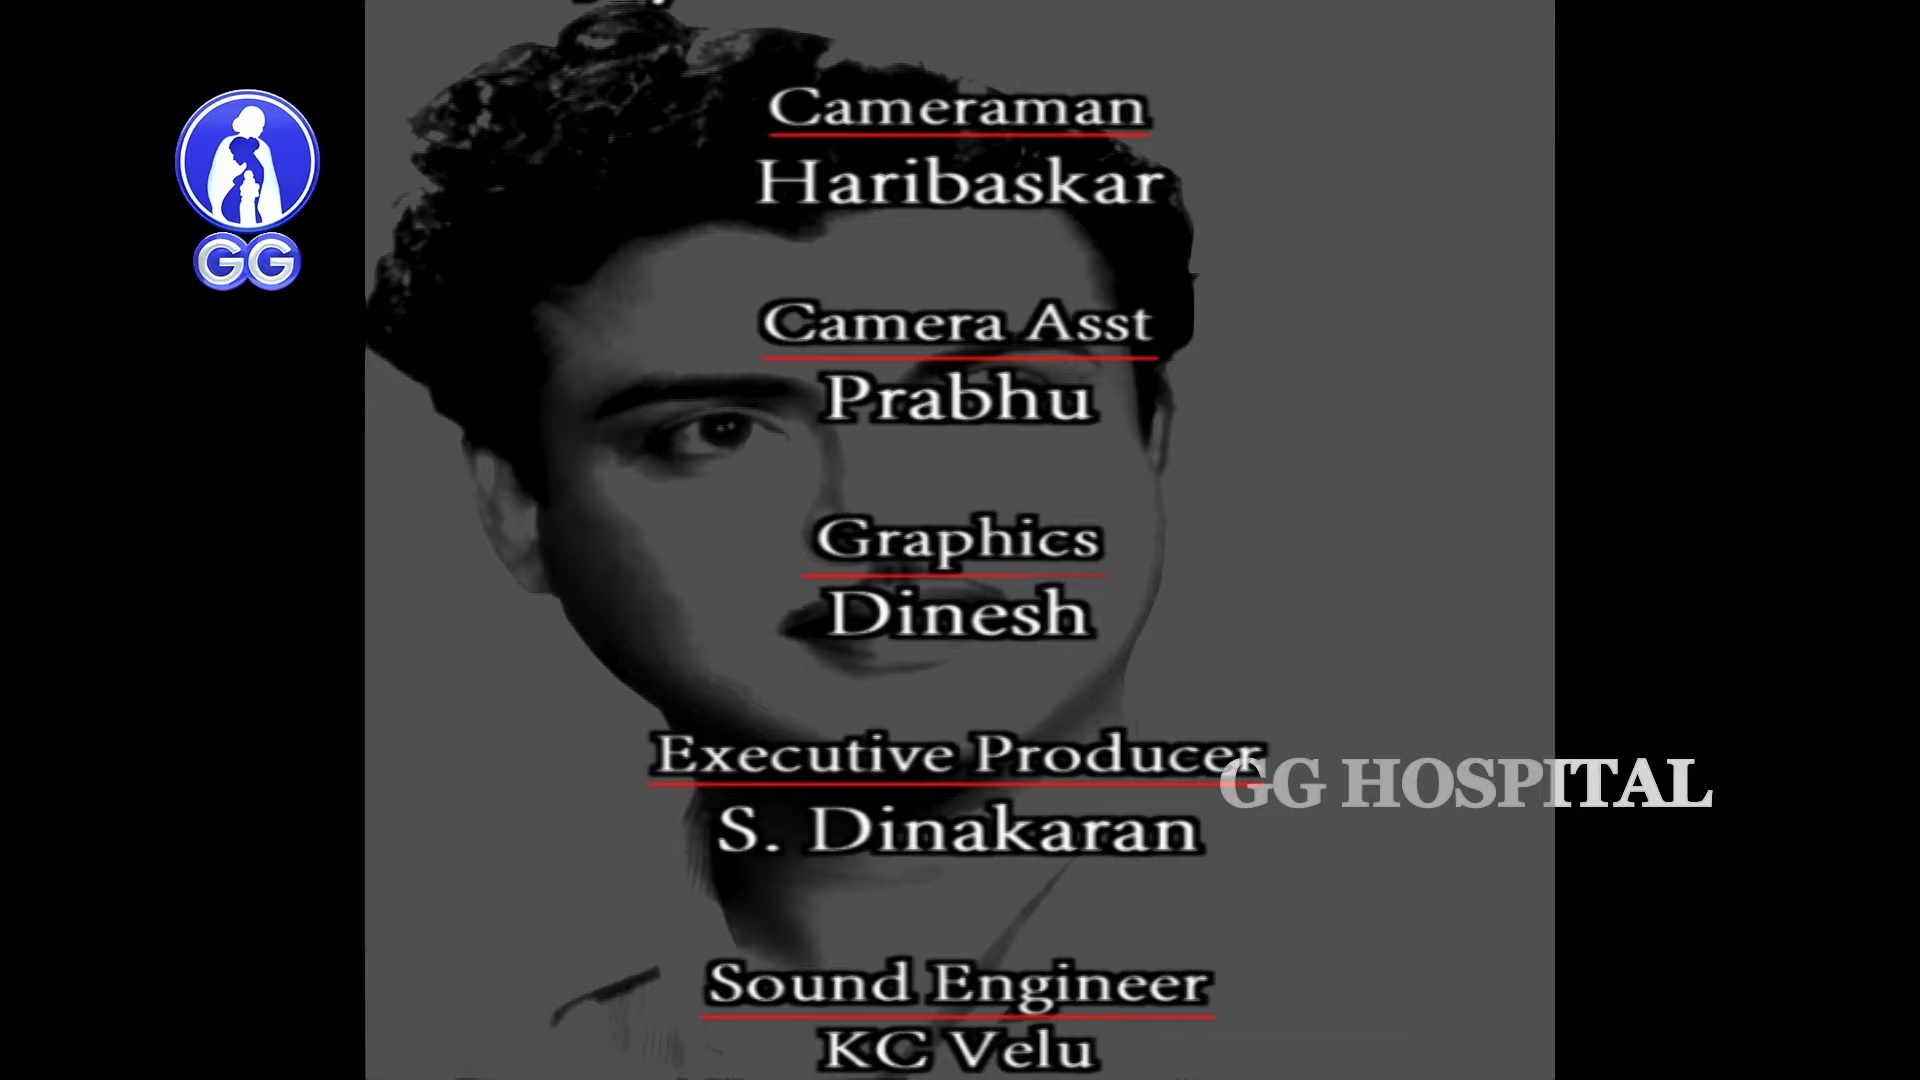 Cameraman
Haribaskar
GG
Camera Asst
Prabhu
Graphics
Dinesh
Executive Producer
GG HOSPITAL
S. Dinakaran
Sound Engineer
KC Velu